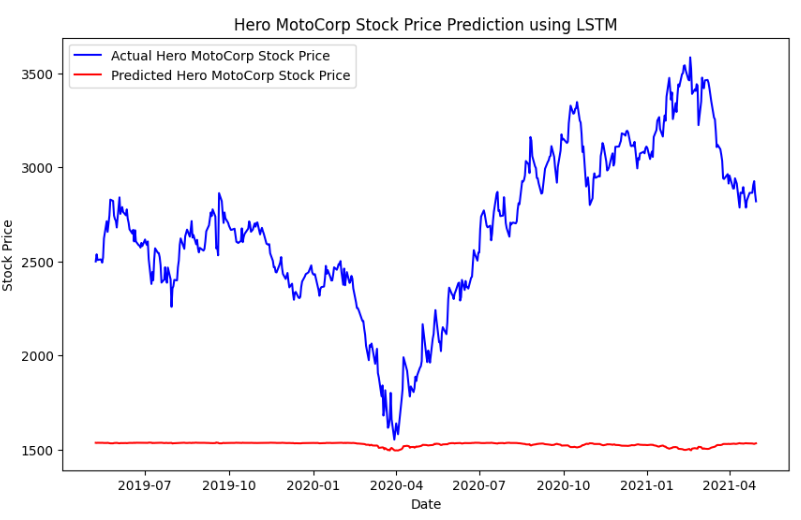 Hero MotoCorp Stock Price Prediction using LSTM
Actual Hero MotoCorp Stock Price
Predicted Hero MotoCorp Stock Price
Stock Price
3500
3000
2500
2000
1500
2019-07 2019-10 2020-01 2020-04 2020-07 2020-10 2021-01 2021-04
Date